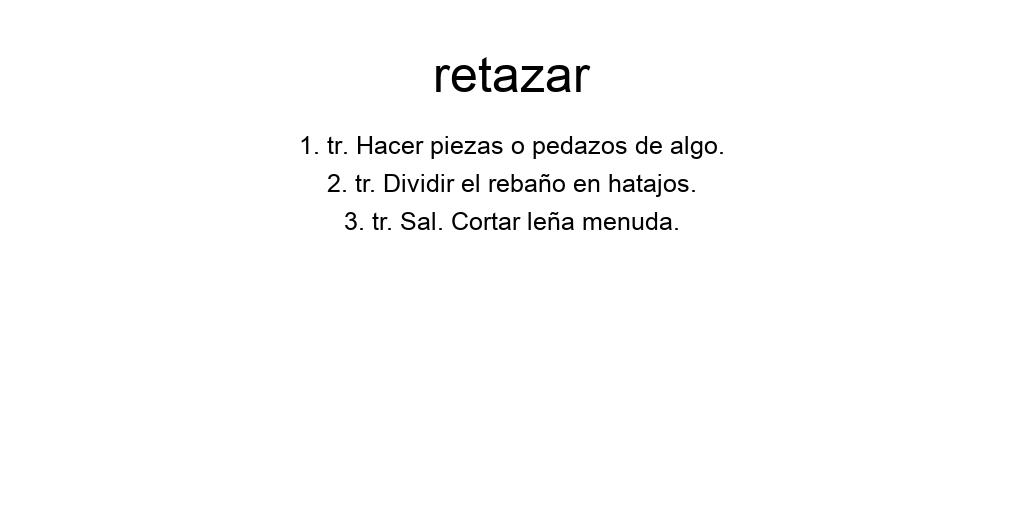 retazar
1. tr. Hacer piezas o pedazos de algo.
2. tr. Dividir el rebaño en hatajos.
3. tr. Sal. Cortar leña menuda.